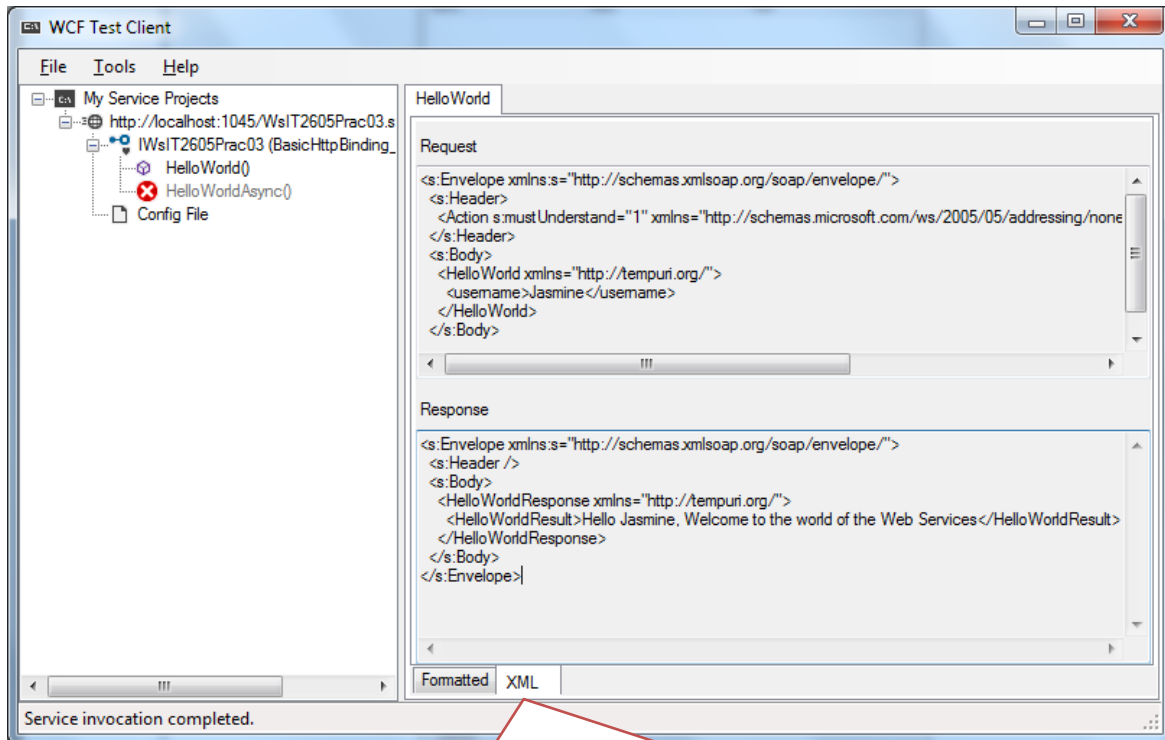 WCF Test Client
File Tools Help
My Service Projects
http://localhost:1045/WsIT2605Prac03.s
IWsIT2605Prac03 (BasicHttpBinding_
HelloWorld()
HelloWorldAsync()
Config File
HelloWorld
Request
<s:Envelope xmlns:s="http://schemas.xmlsoap.org/soap/envelope/">
<s:Header>
<Action s:mustUnderstand="1" xmlns="http://schemas.microsoft.com/ws/2005/05/addressing/none
</s:Header>
<s:Body>
<HelloWorld xmlns="http://tempuri.org/">
<username>Jasmine</username>
</HelloWorld>
</s:Body>
Response
<s:Envelope xmlns:s="http://schemas.xmlsoap.org/soap/envelope/">
<s:Header />
<s:Body>
<HelloWorldResponse xmlns="http://tempuri.org/">
<HelloWorldResult>Hello Jasmine, Welcome to the world of the Web Services</HelloWorldResult>
</HelloWorldResponse>
</s:Body>
</s:Envelope>
Formatted XML
Service invocation completed.